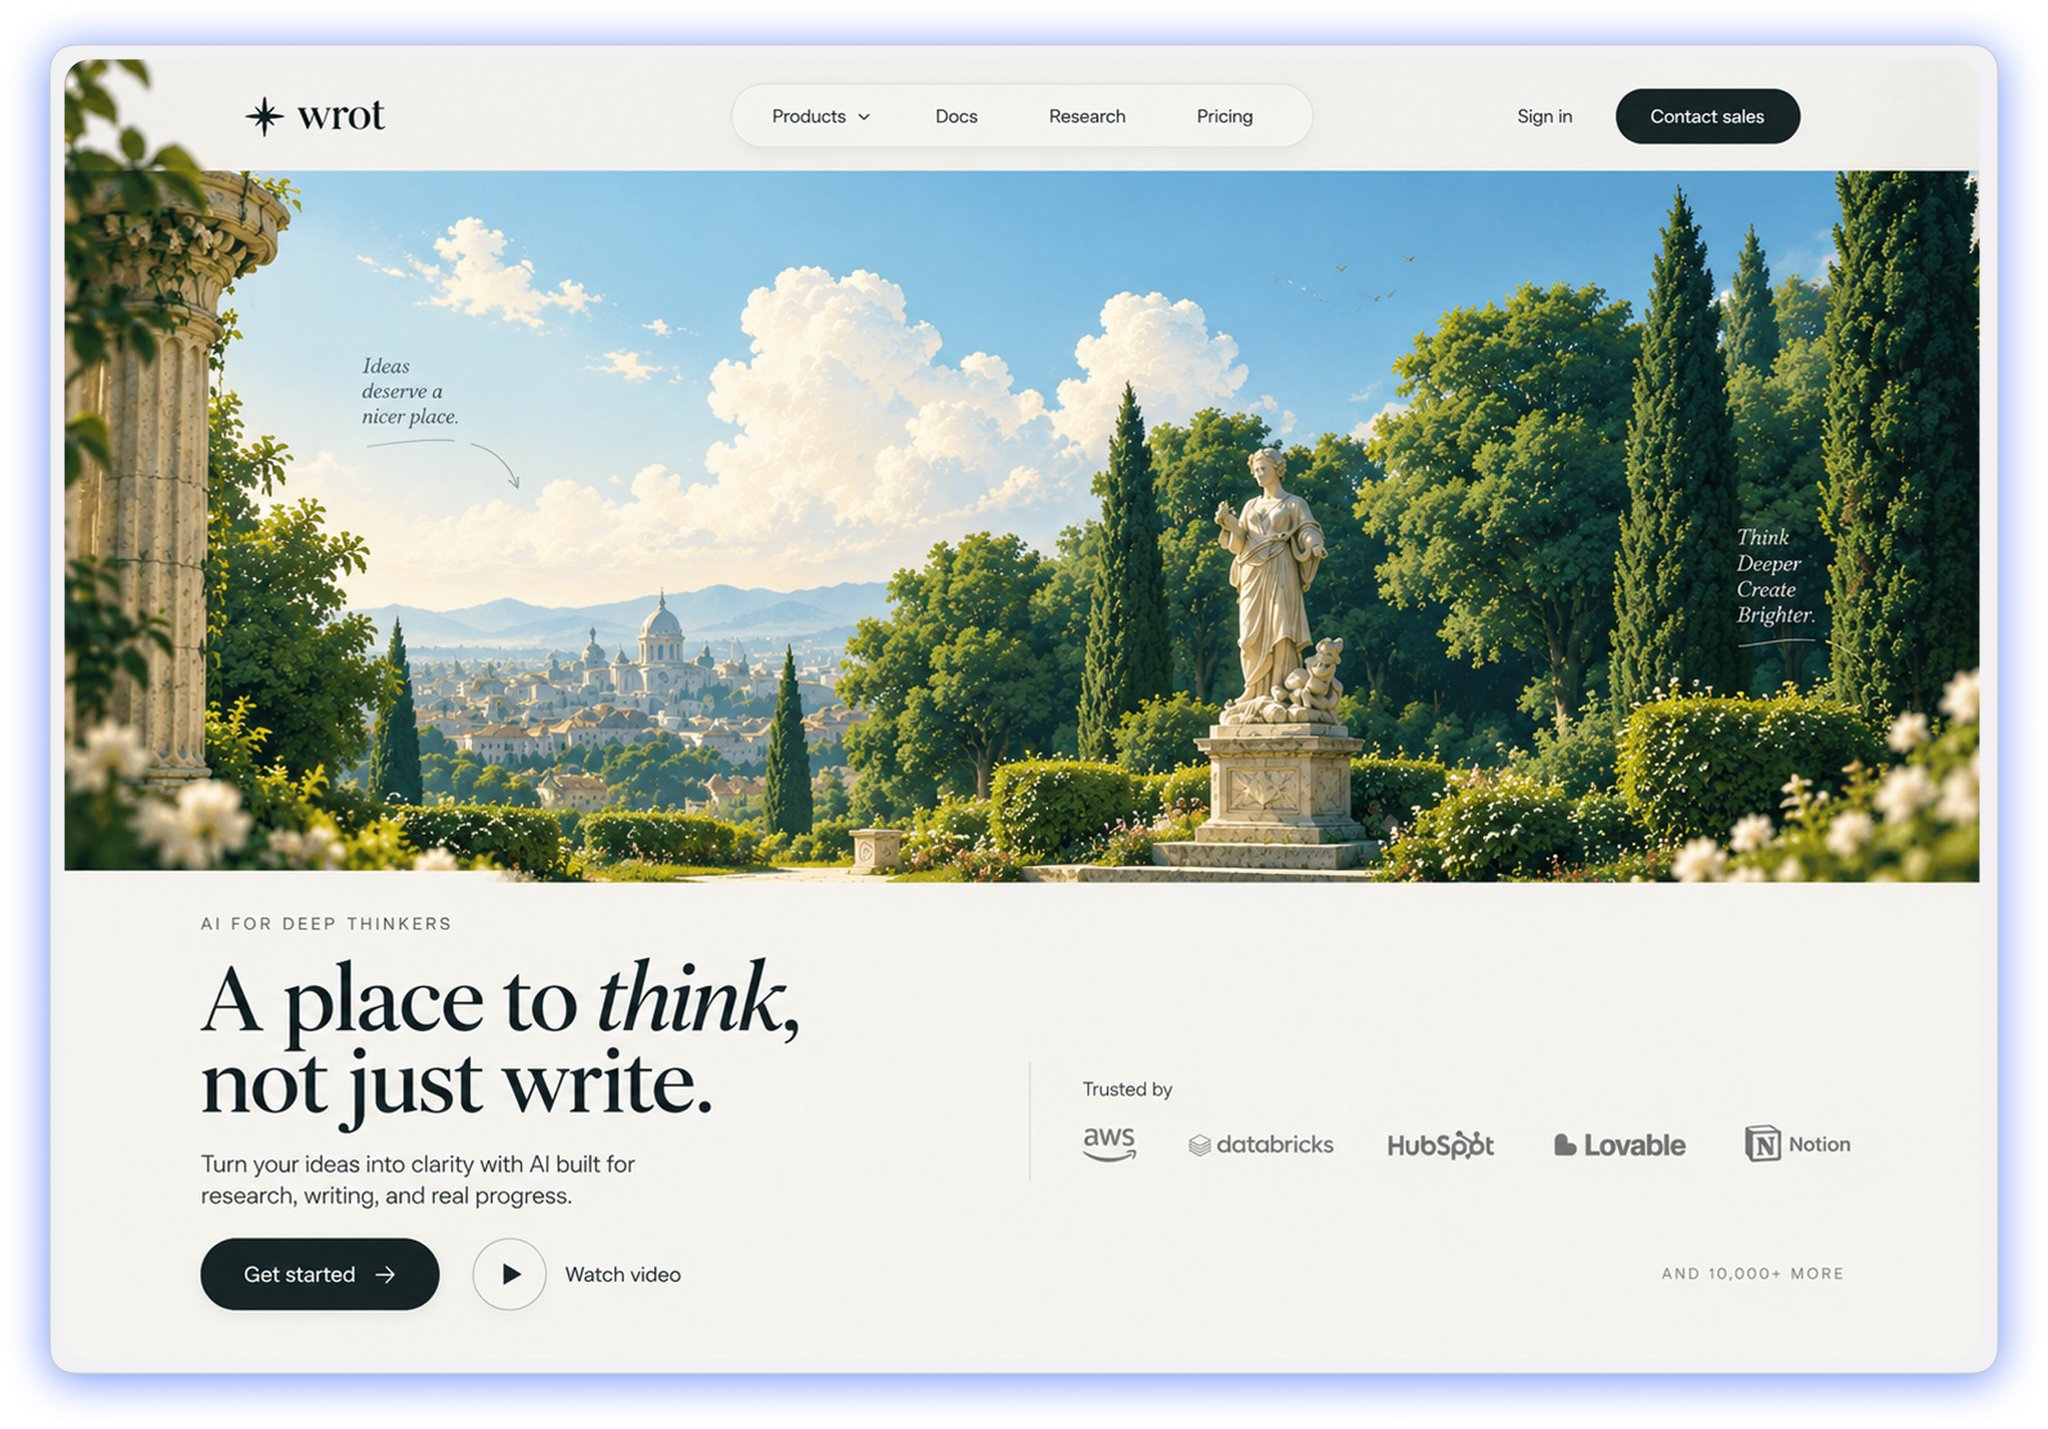 wrot
Products
Docs
Research
Pricing
Sign in
Contact sales
Ideas
deserve a
nicer place.
Think
Deeper
Create
Brighter.
AI FOR DEEP THINKERS
A place to think,
not just write.
Turn your ideas into clarity with AI built for
research, writing, and real progress.
Get started
Watch video
Trusted by
aws
databricks
HubSpot
Lovable
N Notion
AND 10,000+ MORE